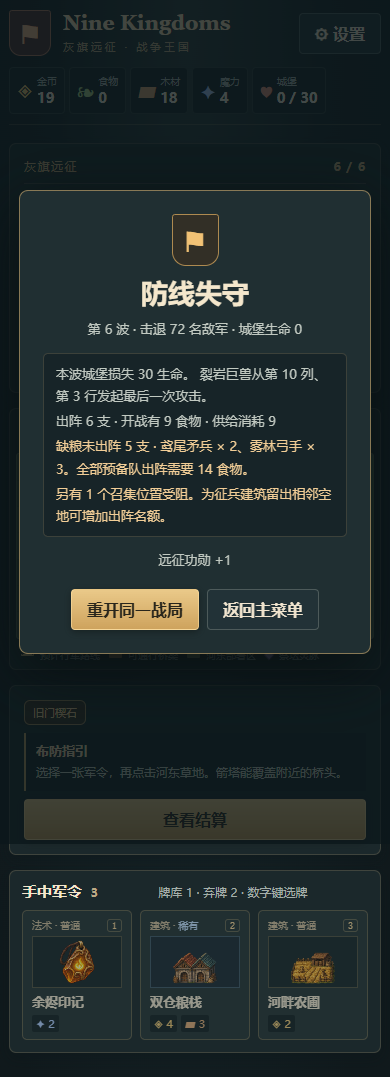 Nine Kingdoms
灰旗远征 · 战争王国
设置
金币 19
食物 0
木材 18
魔力 4
城堡 0 / 30
灰旗远征 6 / 6
防线失守
第 6 波 · 击退 72 名敌军 · 城堡生命 0
本波城堡损失 30 生命。 裂岩巨兽从第 10 列、
第 3 行发起最后一次攻击。
出阵 6 支 · 开战有 9 食物 · 供给消耗 9
缺粮未出阵 5 支 · 鸢尾矛兵 × 2、雾林弓手 ×
3。全部预备队出阵需要 14 食物。
另有 1 个召集位置受阻。为征兵建筑留出相邻空
地可增加出阵名额。
远征功勋 +1
重开同一战局
返回主菜单
旧门楔石
布防指引
选择一张军令，再点击河东草地。箭塔能覆盖附近的桥头。
查看结算
手中军令 3
牌库 1 · 弃牌 2 · 数字键选牌
法术 · 普通 1
余烬印记
2
建筑 · 稀有 2
双仓粮栈
4 3
建筑 · 普通 3
河畔农圃
2